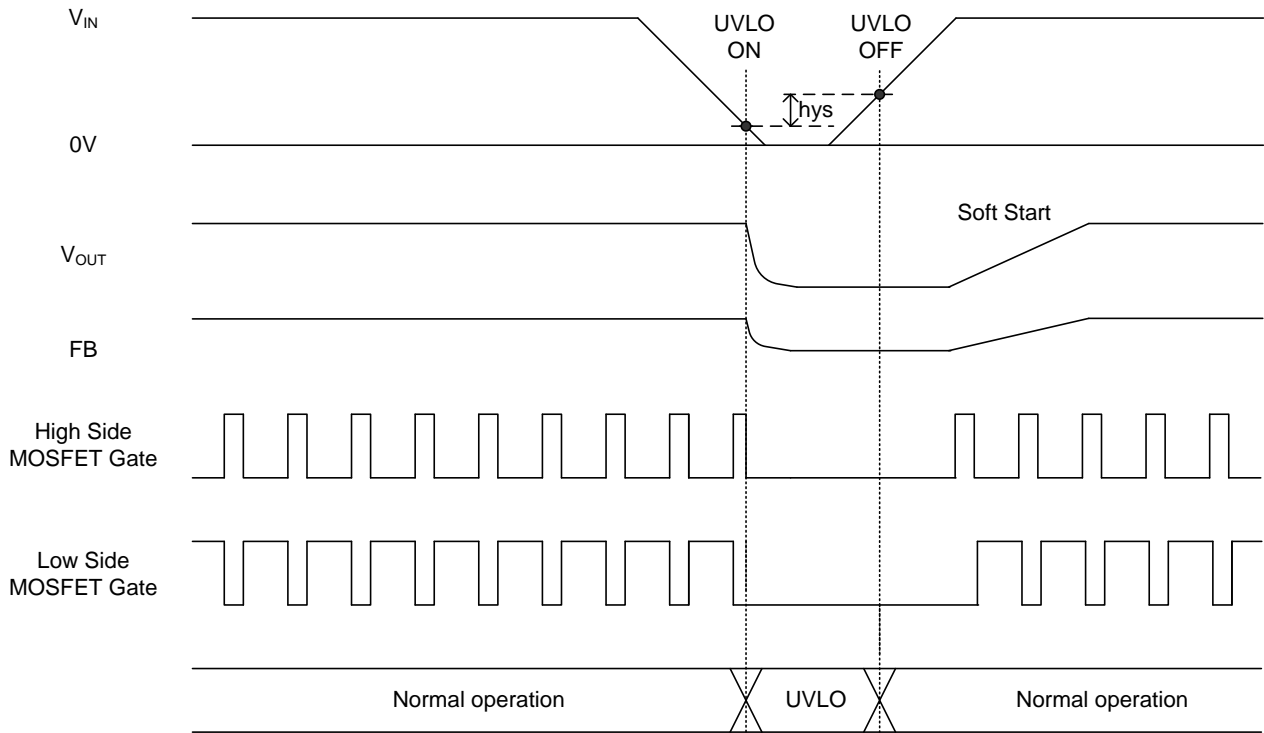 VIN
UVLO
ON
UVLO
OFF
hys
0V
Soft Start
VOUT
FB
High Side
MOSFET Gate
Low Side
MOSFET Gate
Normal operation
UVLO
Normal operation